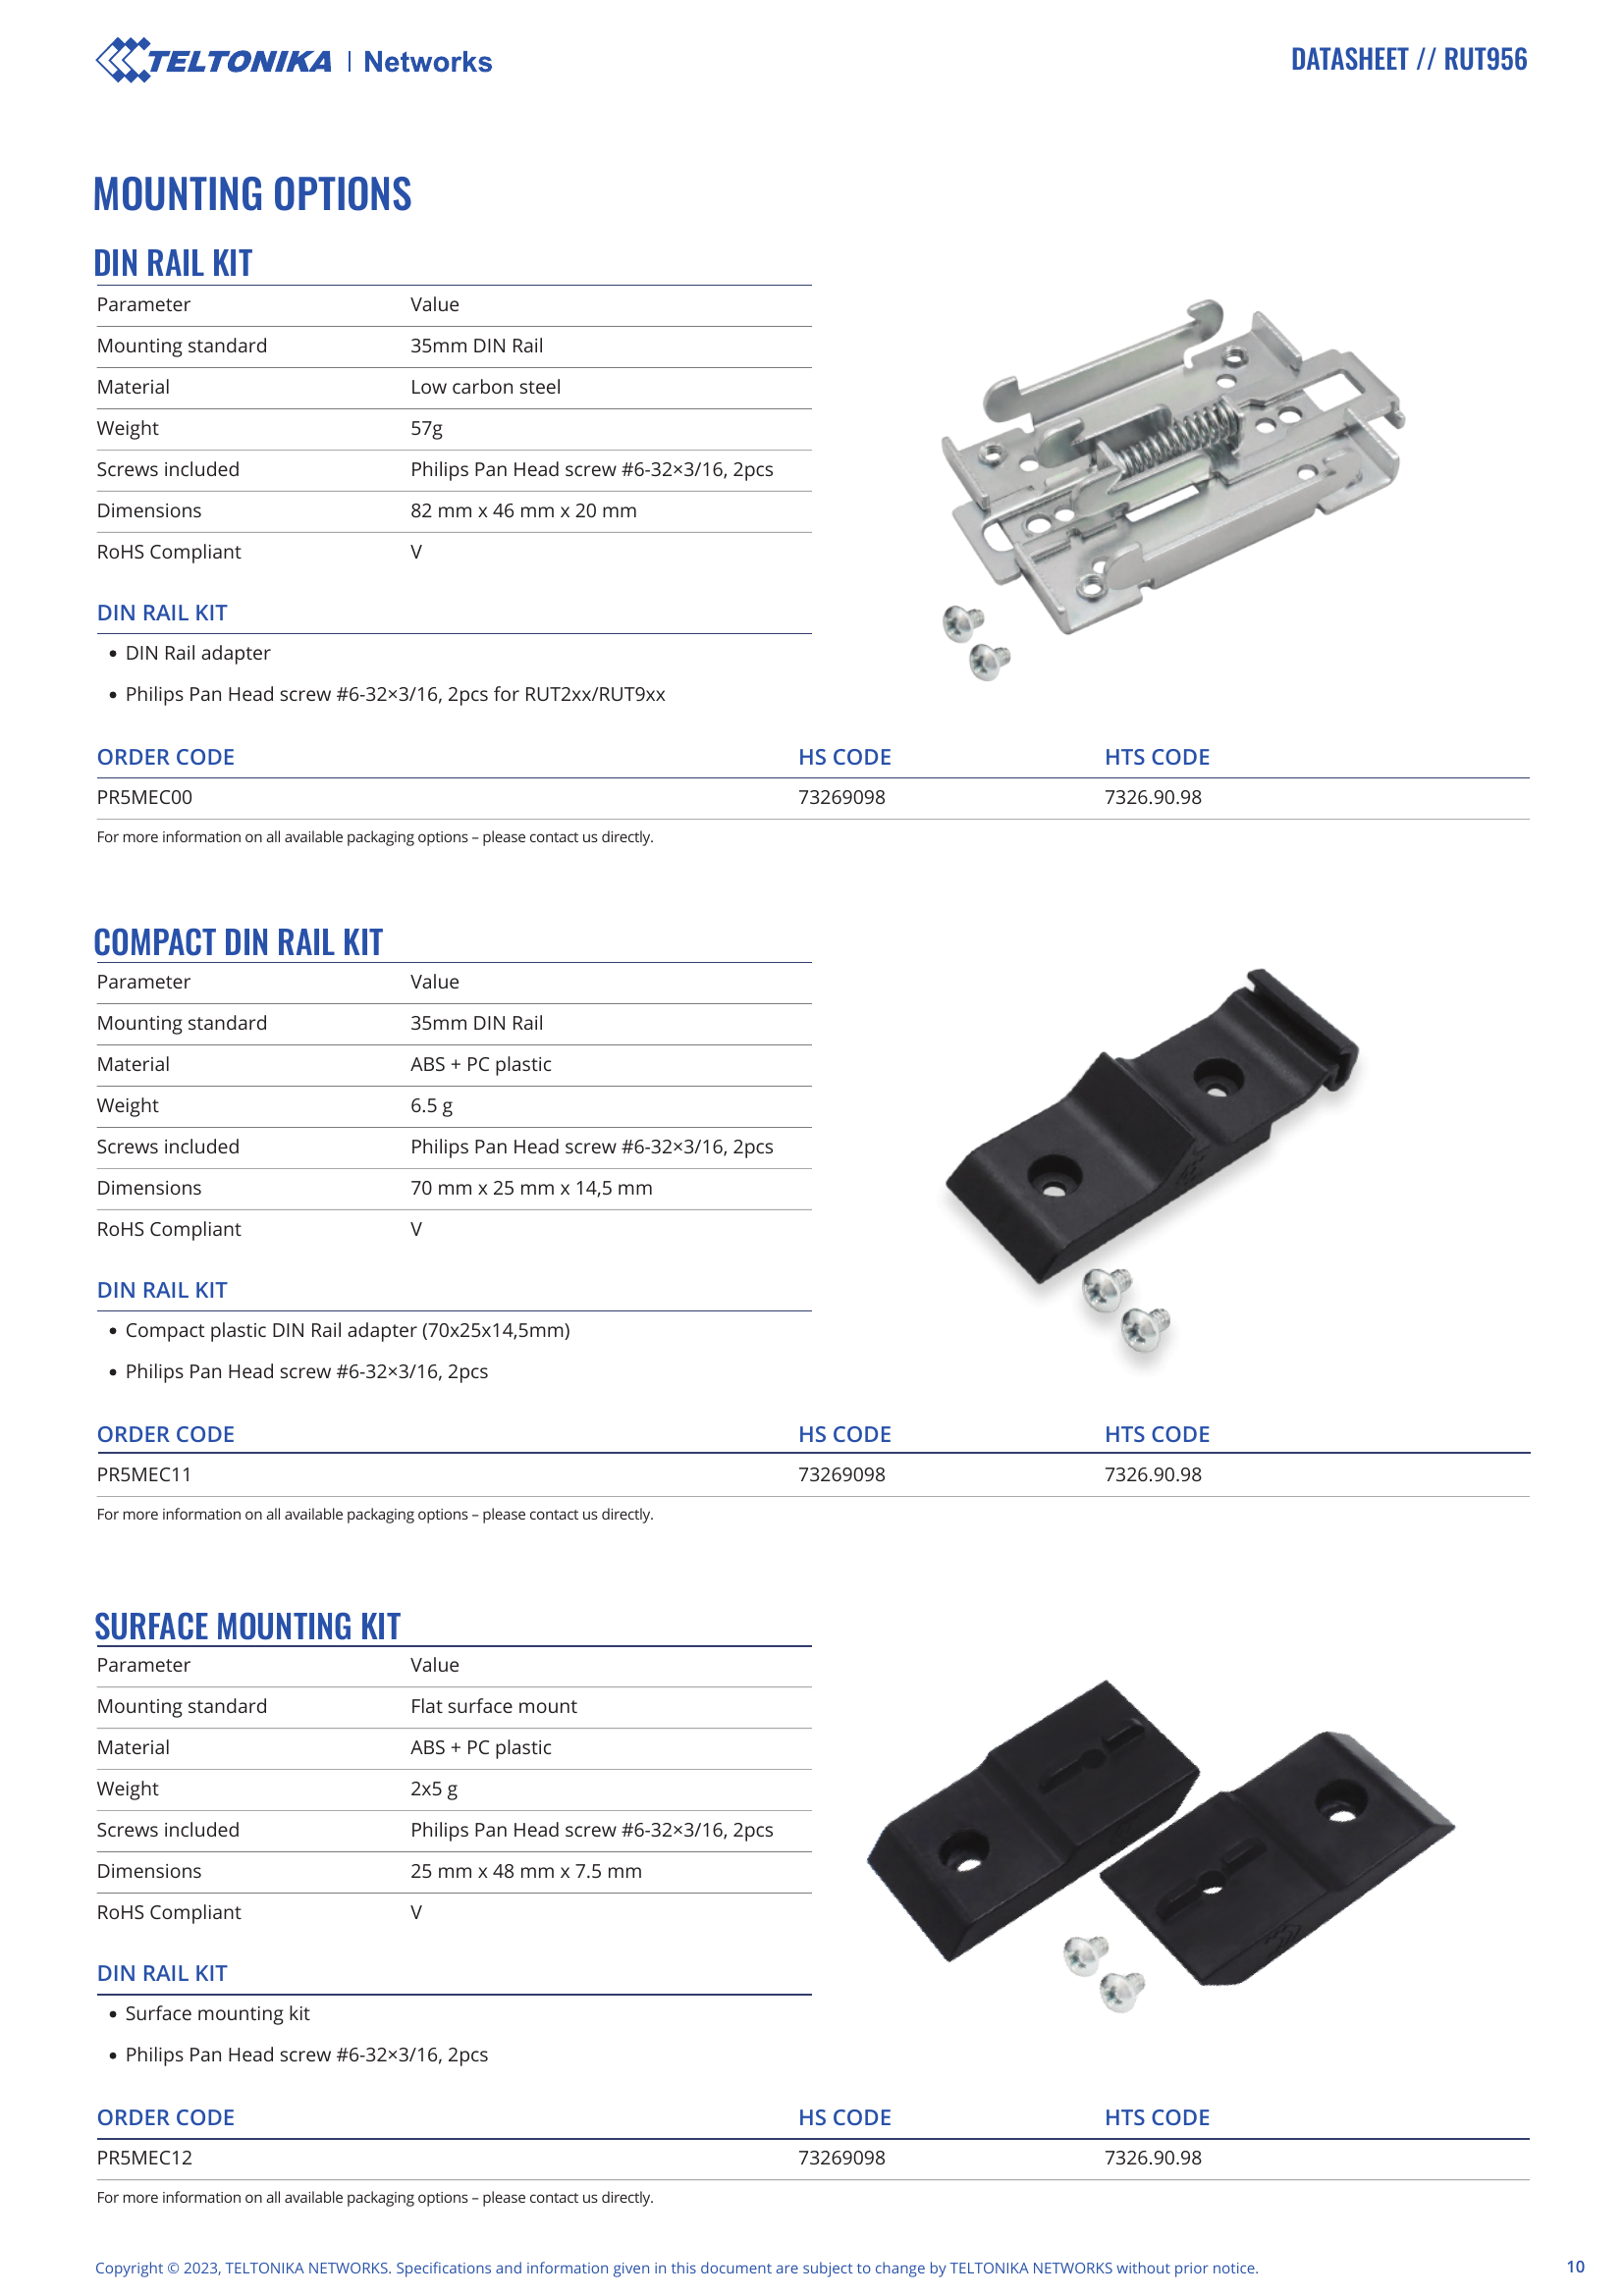 TELTONIKA | Networks
DATASHEET // RUT956
MOUNTING OPTIONS
DIN RAIL KIT
Parameter Value
Mounting standard 35mm DIN Rail
Material Low carbon steel
Weight 57g
Screws included Philips Pan Head screw #6-32×3/16, 2pcs
Dimensions 82 mm x 46 mm x 20 mm
RoHS Compliant V
DIN RAIL KIT
• DIN Rail adapter
• Philips Pan Head screw #6-32×3/16, 2pcs for RUT2xx/RUT9xx
ORDER CODE HS CODE HTS CODE
PR5MEC00 73269098 7326.90.98
For more information on all available packaging options – please contact us directly.
COMPACT DIN RAIL KIT
Parameter Value
Mounting standard 35mm DIN Rail
Material ABS + PC plastic
Weight 6.5 g
Screws included Philips Pan Head screw #6-32×3/16, 2pcs
Dimensions 70 mm x 25 mm x 14,5 mm
RoHS Compliant V
DIN RAIL KIT
• Compact plastic DIN Rail adapter (70x25x14,5mm)
• Philips Pan Head screw #6-32×3/16, 2pcs
ORDER CODE HS CODE HTS CODE
PR5MEC11 73269098 7326.90.98
For more information on all available packaging options – please contact us directly.
SURFACE MOUNTING KIT
Parameter Value
Mounting standard Flat surface mount
Material ABS + PC plastic
Weight 2x5 g
Screws included Philips Pan Head screw #6-32×3/16, 2pcs
Dimensions 25 mm x 48 mm x 7.5 mm
RoHS Compliant V
DIN RAIL KIT
• Surface mounting kit
• Philips Pan Head screw #6-32×3/16, 2pcs
ORDER CODE HS CODE HTS CODE
PR5MEC12 73269098 7326.90.98
For more information on all available packaging options – please contact us directly.
Copyright © 2023, TELTONIKA NETWORKS. Specifications and information given in this document are subject to change by TELTONIKA NETWORKS without prior notice.
10